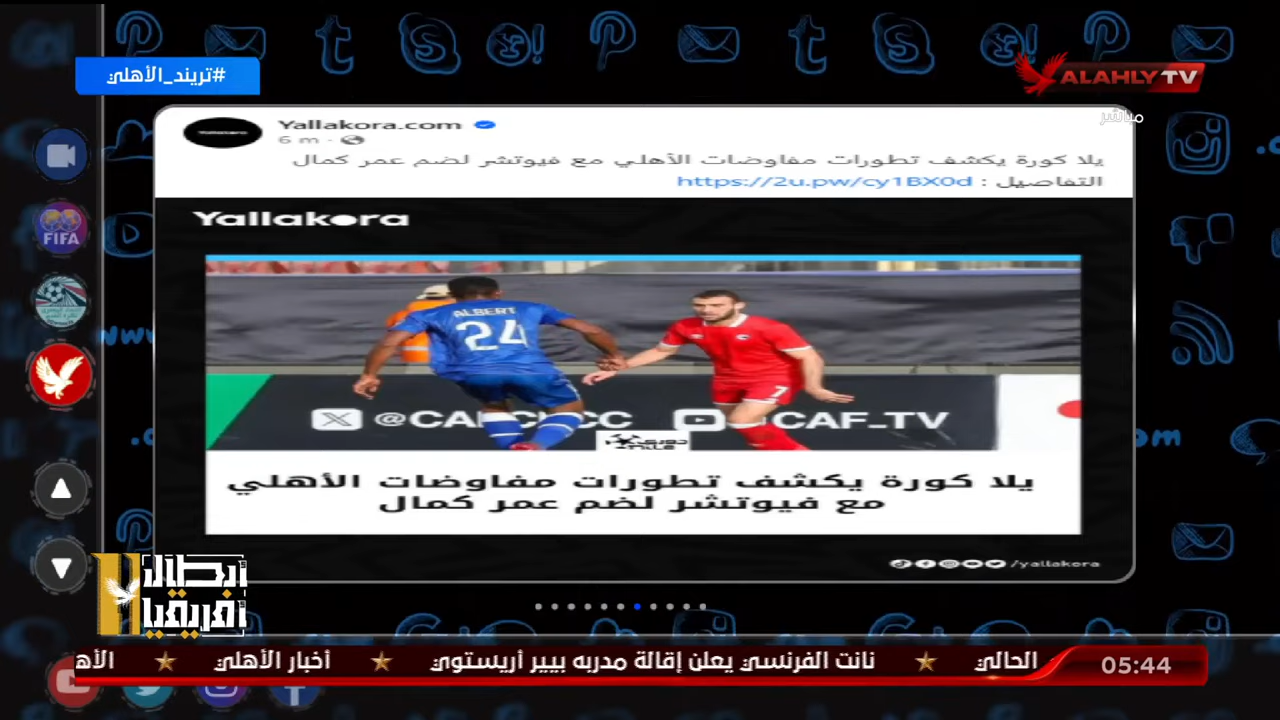 #تريند_الأهلي
ALAHLY TV
مباشر
Yallakora.com
6 m
يلا كورة يكشف تطورات مفاوضات الأهلي مع فيوتشر لضم عمر كمال
التفاصيل : https://2u.pw/cy1BX0d
Yallakora
FIFA
ALBERT
24
7
@CAF
CC
CAF_TV
يلا كورة يكشف تطورات مفاوضات الأهلي
مع فيوتشر لضم عمر كمال
/yallakora
أبطال
أفريقيا
الحالي ★ نانت الفرنسي يعلن إقالة مدربه بيير أريستوي ★ أخبار الأهلي ★ الأه
05:44